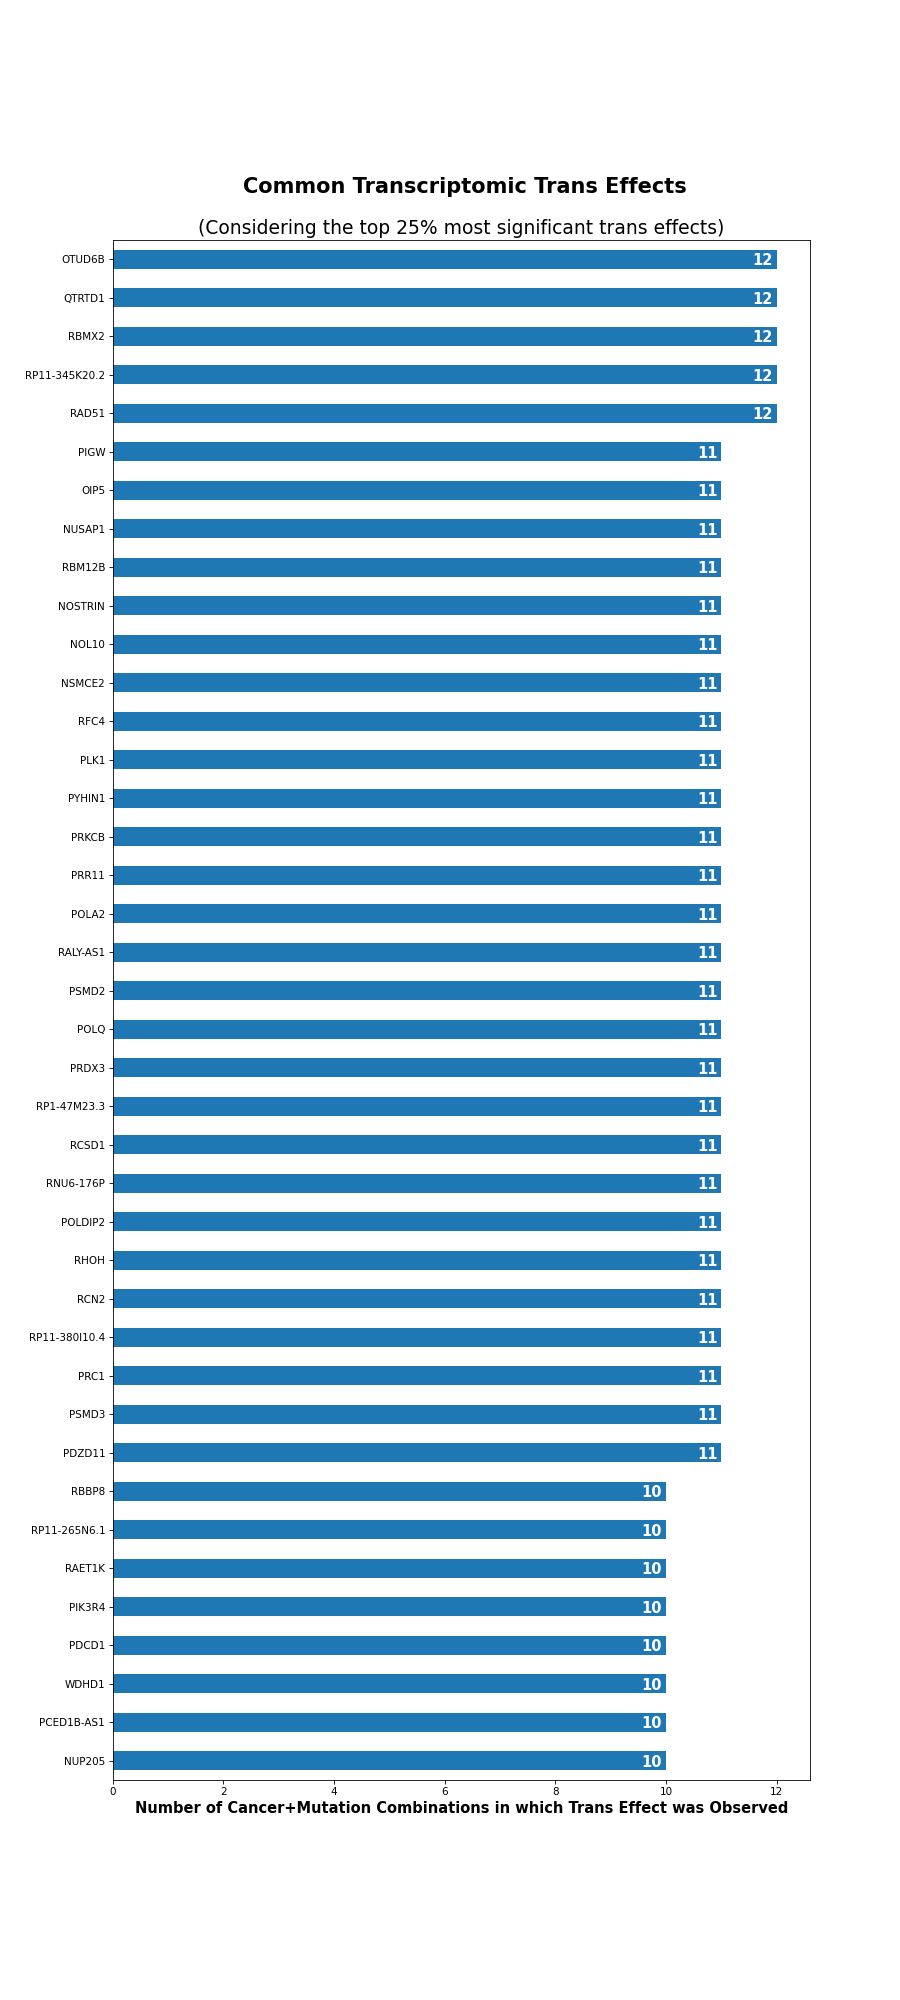 Common Transcriptomic Trans Effects
(Considering the top 25% most significant trans effects)
OTUD6B 12
QTRTD1 12
RBMX2 12
RP11-345K20.2 12
RAD51 12
PIGW 11
OIP5 11
NUSAP1 11
RBM12B 11
NOSTRIN 11
NOL10 11
NSMCE2 11
RFC4 11
PLK1 11
PYHIN1 11
PRKCB 11
PRR11 11
POLA2 11
RALY-AS1 11
PSMD2 11
POLQ 11
PRDX3 11
RP1-47M23.3 11
RCSD1 11
RNU6-176P 11
POLDIP2 11
RHOH 11
RCN2 11
RP11-380I10.4 11
PRC1 11
PSMD3 11
PDZD11 11
RBBP8 10
RP11-265N6.1 10
RAET1K 10
PIK3R4 10
PDCD1 10
WDHD1 10
PCED1B-AS1 10
NUP205 10
0 2 4 6 8 10 12
Number of Cancer+Mutation Combinations in which Trans Effect was Observed